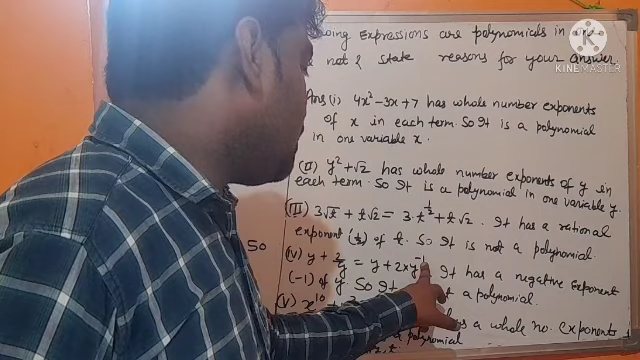 ing Expressions are polynomials in
not & state reasons for your answer.
KINEMASTER
Ans (i) 4x² - 3x + 7 has whole number exponents
of x in each term. So It is a polynomial
in one variable x.
(II) y² + √2 has whole number exponents of y in
each term. So It is a polynomial in one variable y.
(III) 3√t + t√2 = 3·t^½ + t√2. It has a rational
exponent (½) of t. So It is not a polynomial.
So
(IV) y + 2/y = y + 2xy⁻¹ It has a negative exponent
(-1) of y. So It a polynomial.
(V) x¹⁰ a whole no. exponents
a polynomial